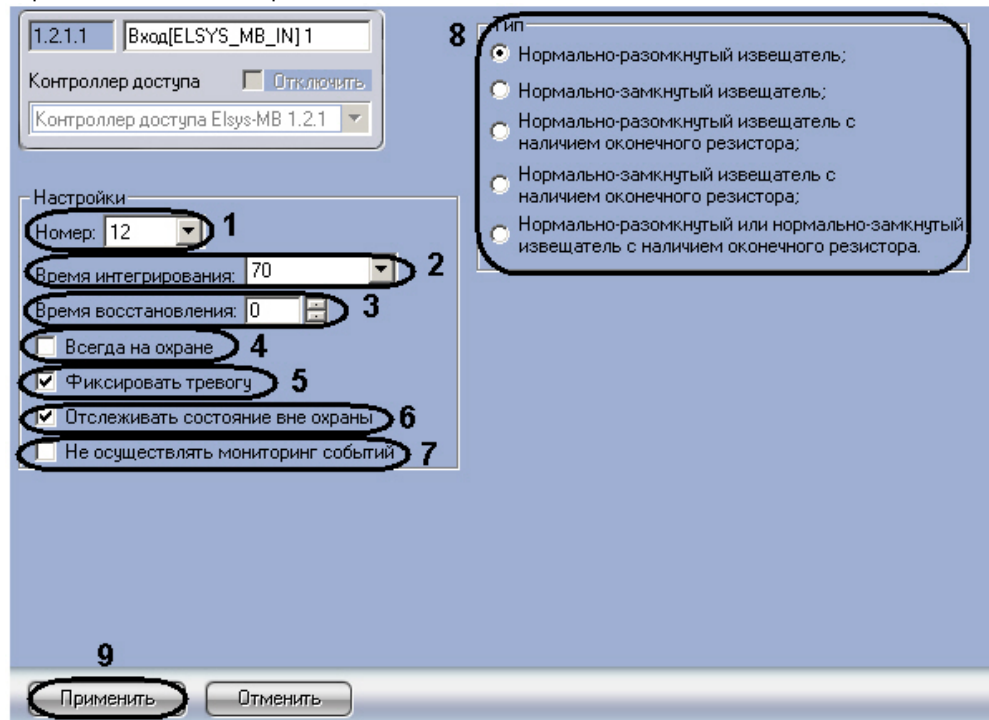 1.2.1.1 Вход[ELSYS_MB_IN] 1
Контроллер доступа Отключить
Контроллер доступа Elsys-MB 1.2.1
Настройки
Номер: 12 1
Время интегрирования: 70 2
Время восстановления: 0 3
Всегда на охране 4
Фиксировать тревогу 5
Отслеживать состояние вне охраны 6
Не осуществлять мониторинг событий 7
8 Тип
Нормально-разомкнутый извещатель;
Нормально-замкнутый извещатель;
Нормально-разомкнутый извещатель с
наличием оконечного резистора;
Нормально-замкнутый извещатель с
наличием оконечного резистора;
Нормально-разомкнутый или нормально-замкнутый
извещатель с наличием оконечного резистора.
9
Применить Отменить